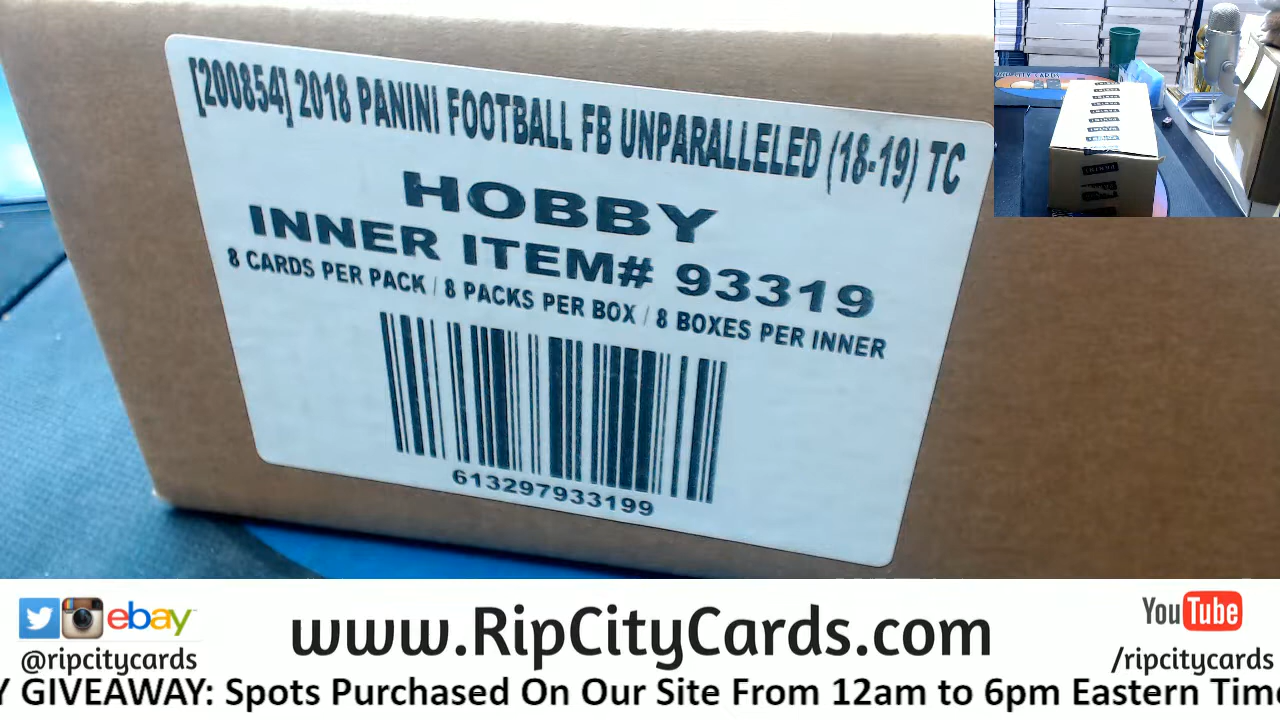 [200854] 2018 PANINI FOOTBALL FB UNPARALLELED (18-19) TC
HOBBY
INNER ITEM# 93319
8 CARDS PER PACK / 8 PACKS PER BOX / 8 BOXES PER INNER
613297933199
ebay
@ripcitycards
www.RipCityCards.com
YouTube
/ripcitycards
Y GIVEAWAY: Spots Purchased On Our Site From 12am to 6pm Eastern Time